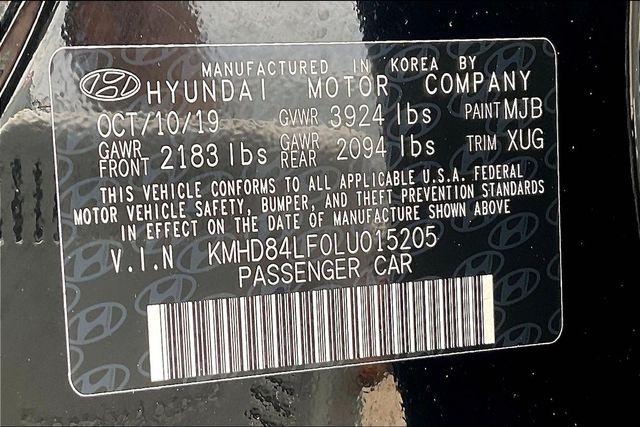 MANUFACTURED IN KOREA BY
HYUNDAI MOTOR COMPANY
OCT/10/19 GVWR 3924 lbs PAINT MJB
GAWR FRONT 2183 lbs GAWR REAR 2094 lbs TRIM XUG
THIS VEHICLE CONFORMS TO ALL APPLICABLE U.S.A. FEDERAL
MOTOR VEHICLE SAFETY, BUMPER, AND THEFT PREVENTION STANDARDS
IN EFFECT ON THE DATE OF MANUFACTURE SHOWN ABOVE
V.I.N KMHD84LF0LU015205
PASSENGER CAR